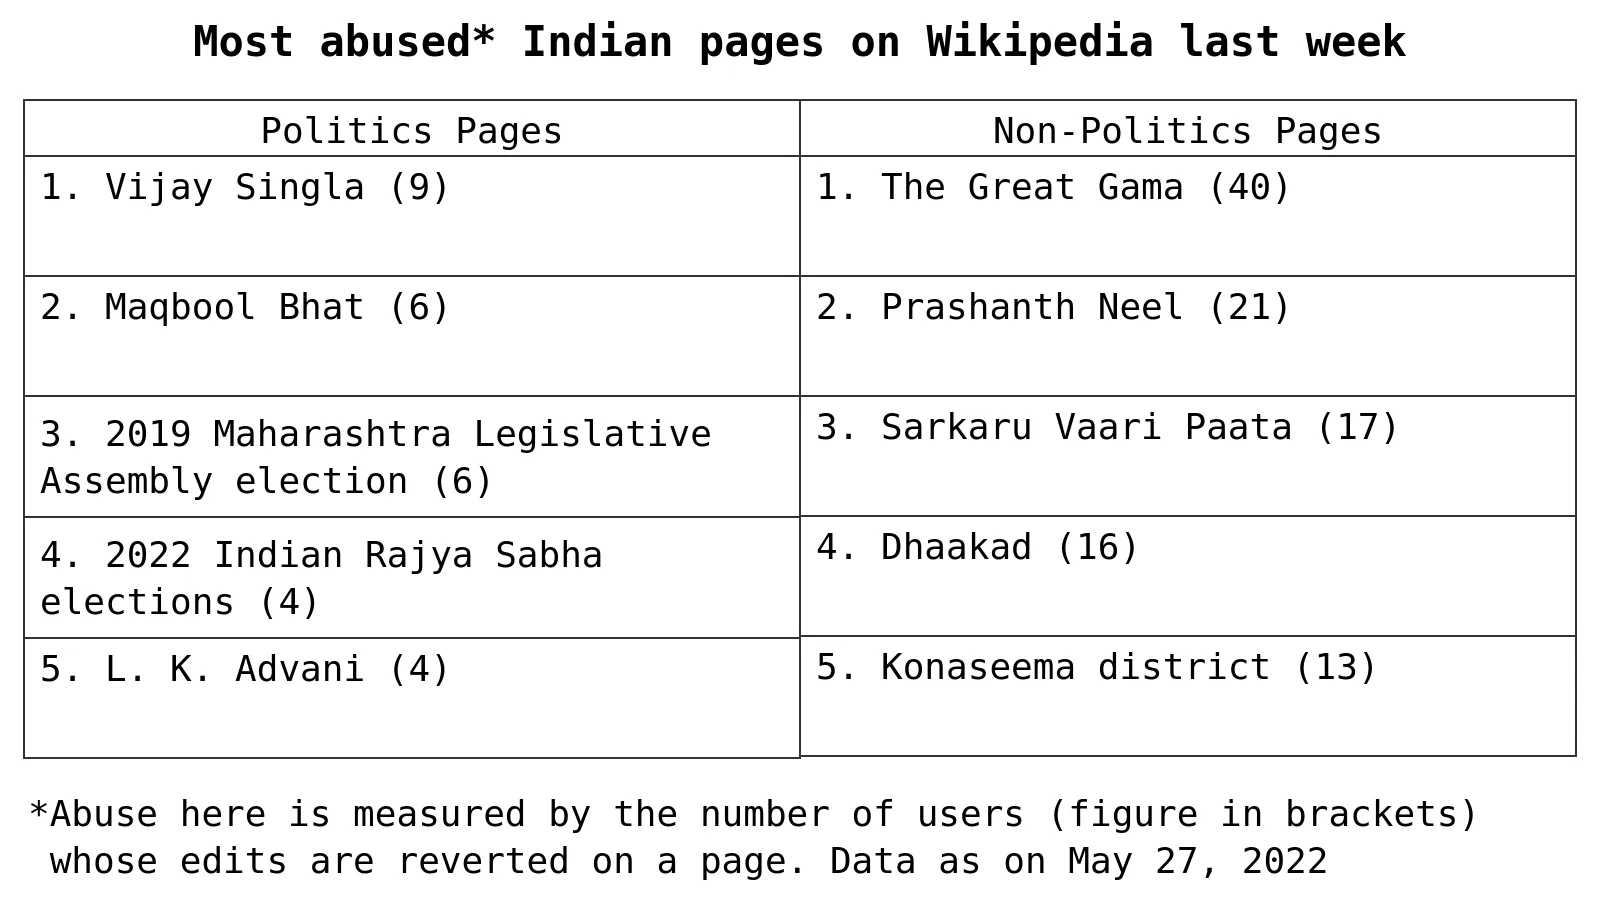 Most abused* Indian pages on Wikipedia last week
Politics Pages
Non-Politics Pages
1. Vijay Singla (9)
1. The Great Gama (40)
2. Maqbool Bhat (6)
2. Prashanth Neel (21)
3. 2019 Maharashtra Legislative
Assembly election (6)
3. Sarkaru Vaari Paata (17)
4. 2022 Indian Rajya Sabha
elections (4)
4. Dhaakad (16)
5. L. K. Advani (4)
5. Konaseema district (13)
*Abuse here is measured by the number of users (figure in brackets)
whose edits are reverted on a page. Data as on May 27, 2022